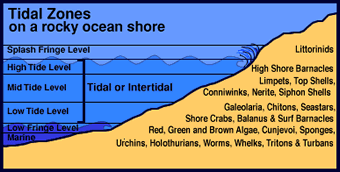 Tidal Zones
on a rocky ocean shore
Splash Fringe Level
Littorinids
High Tide Level
High Shore Barnacles
Limpets, Top Shells,
Mid Tide Level
Tidal or Intertidal
Conniwinks, Nerite, Siphon Shells
Galeolaria, Chitons, Seastars,
Low Tide Level
Shore Crabs, Balanus & Surf Barnacles
Low Fringe Level
Red, Green and Brown Algae, Cunjevoi, Sponges,
Marine
Urchins, Holothurians, Worms, Whelks, Tritons & Turbans